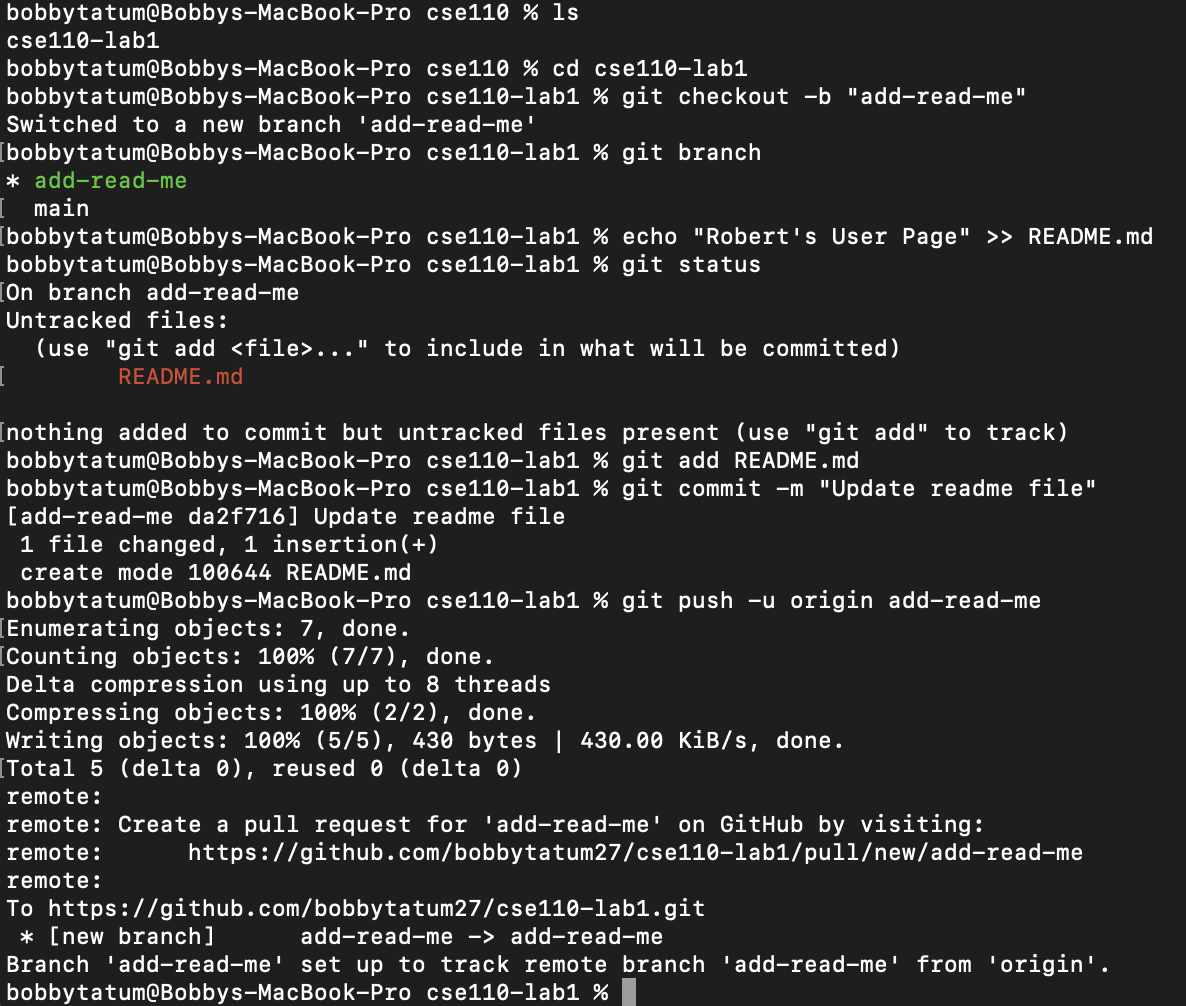 bobbytatum@Bobbys-MacBook-Pro cse110 % ls
cse110-lab1
bobbytatum@Bobbys-MacBook-Pro cse110 % cd cse110-lab1
bobbytatum@Bobbys-MacBook-Pro cse110-lab1 % git checkout -b "add-read-me"
Switched to a new branch 'add-read-me'
[bobbytatum@Bobbys-MacBook-Pro cse110-lab1 % git branch
* add-read-me
[  main
[bobbytatum@Bobbys-MacBook-Pro cse110-lab1 % echo "Robert's User Page" >> README.md
bobbytatum@Bobbys-MacBook-Pro cse110-lab1 % git status
[On branch add-read-me
Untracked files:
  (use "git add <file>..." to include in what will be committed)
[        README.md

[nothing added to commit but untracked files present (use "git add" to track)
bobbytatum@Bobbys-MacBook-Pro cse110-lab1 % git add README.md
bobbytatum@Bobbys-MacBook-Pro cse110-lab1 % git commit -m "Update readme file"
[add-read-me da2f716] Update readme file
 1 file changed, 1 insertion(+)
 create mode 100644 README.md
bobbytatum@Bobbys-MacBook-Pro cse110-lab1 % git push -u origin add-read-me
[Enumerating objects: 7, done.
[Counting objects: 100% (7/7), done.
Delta compression using up to 8 threads
Compressing objects: 100% (2/2), done.
Writing objects: 100% (5/5), 430 bytes | 430.00 KiB/s, done.
[Total 5 (delta 0), reused 0 (delta 0)
remote:
remote: Create a pull request for 'add-read-me' on GitHub by visiting:
remote:      https://github.com/bobbytatum27/cse110-lab1/pull/new/add-read-me
remote:
To https://github.com/bobbytatum27/cse110-lab1.git
 * [new branch]      add-read-me -> add-read-me
Branch 'add-read-me' set up to track remote branch 'add-read-me' from 'origin'.
bobbytatum@Bobbys-MacBook-Pro cse110-lab1 %